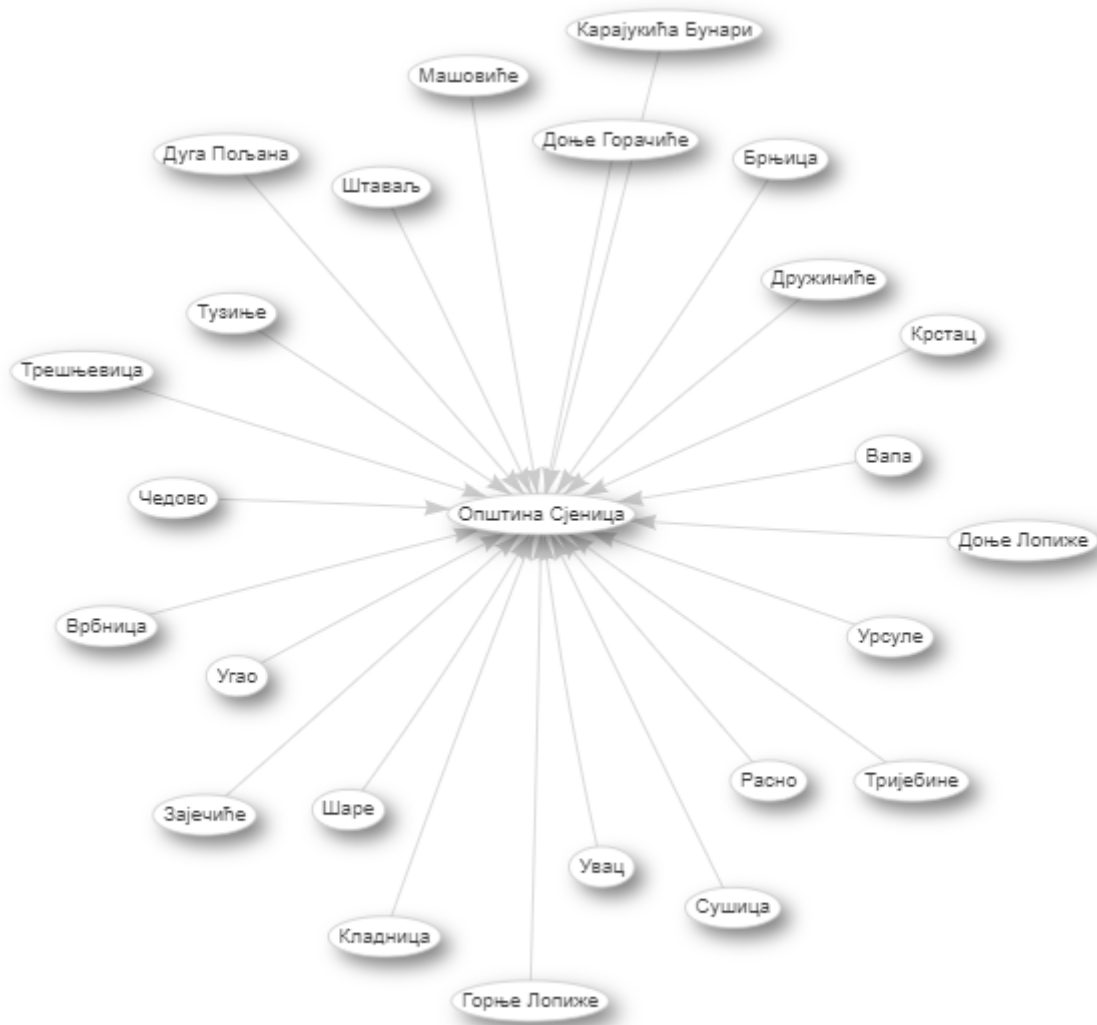 Карајукића Бунари
Машовиће
Доње Горачиће
Дуга Пољана
Брњица
Штаваљ
Дружиниће
Тузиње
Крстац
Трешњевица
Вапа
Чедово
Општина Сјеница
Доње Лопиже
Врбница
Урсуле
Угао
Расно
Тријебине
Шаре
Зајечиће
Увац
Сушица
Кладница
Горње Лопиже